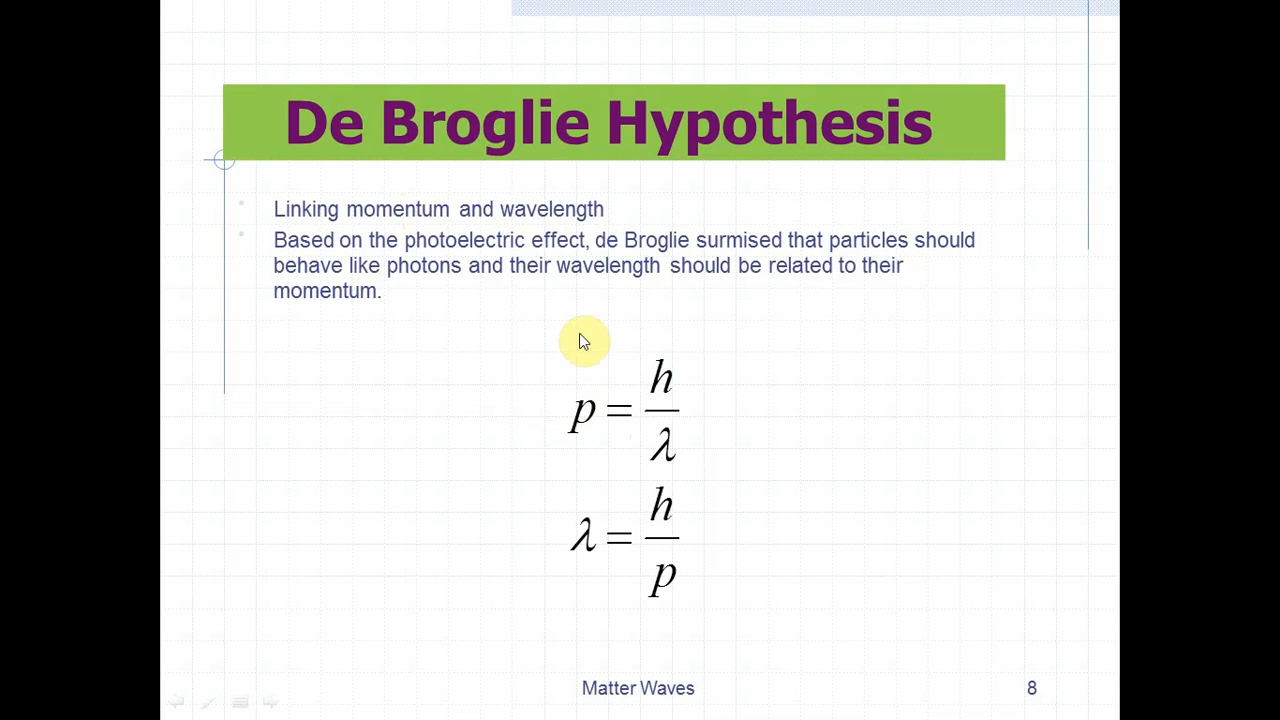 De Broglie Hypothesis
Linking momentum and wavelength
Based on the photoelectric effect, de Broglie surmised that particles should
behave like photons and their wavelength should be related to their
momentum.
p = h/λ
λ = h/p
Matter Waves 8